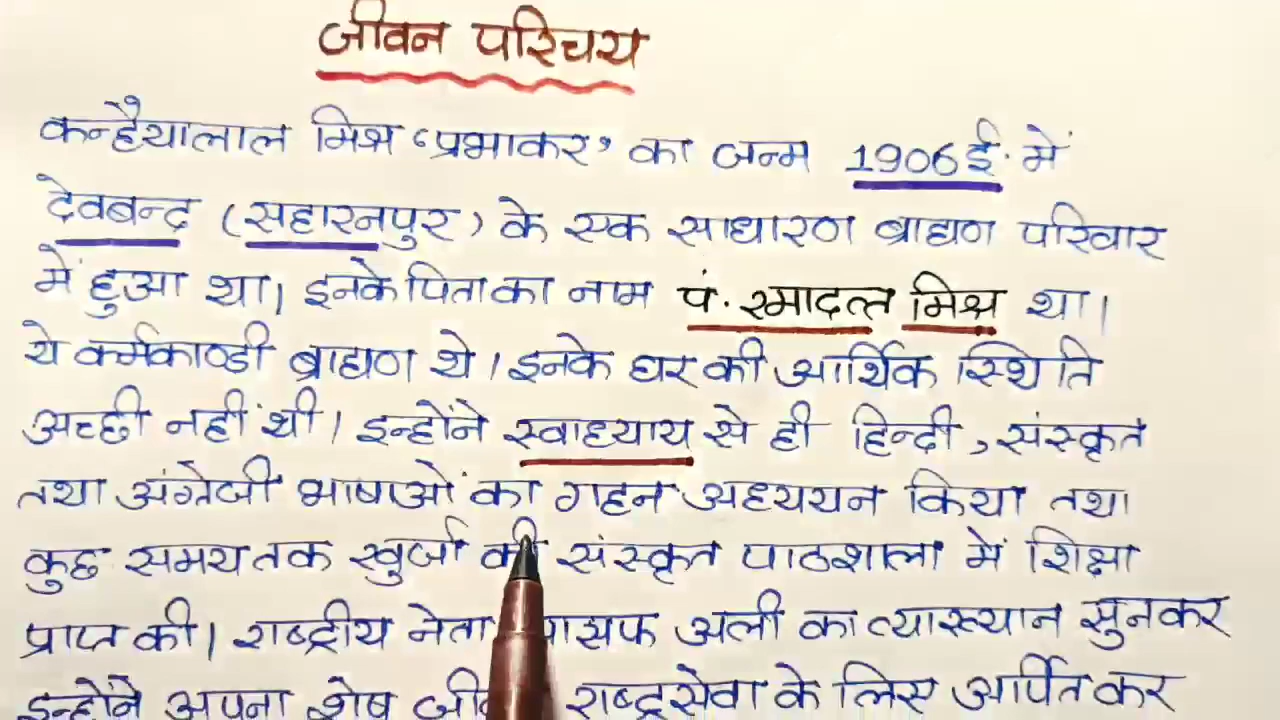 जीवन परिचय
कन्हैयालाल मिश्र 'प्रभाकर' का जन्म 1906 ई. में
देवबन्द (सहारनपुर) के एक साधारण ब्राह्मण परिवार
में हुआ था। इनके पिता का नाम पं. रमादत्त मिश्र था।
ये कर्मकाण्डी ब्राह्मण थे। इनके घर की आर्थिक स्थिति
अच्छी नहीं थी। इन्होंने स्वाध्याय से ही हिन्दी, संस्कृत
तथा अंग्रेजी भाषाओं का गहन अध्ययन किया तथा
कुछ समय तक खुर्जा की संस्कृत पाठशाला में शिक्षा
प्राप्त की। राष्ट्रीय नेता अली का व्याख्यान सुनकर
इन्होंने अपना शेष राष्ट्रसेवा के लिए अर्पित कर